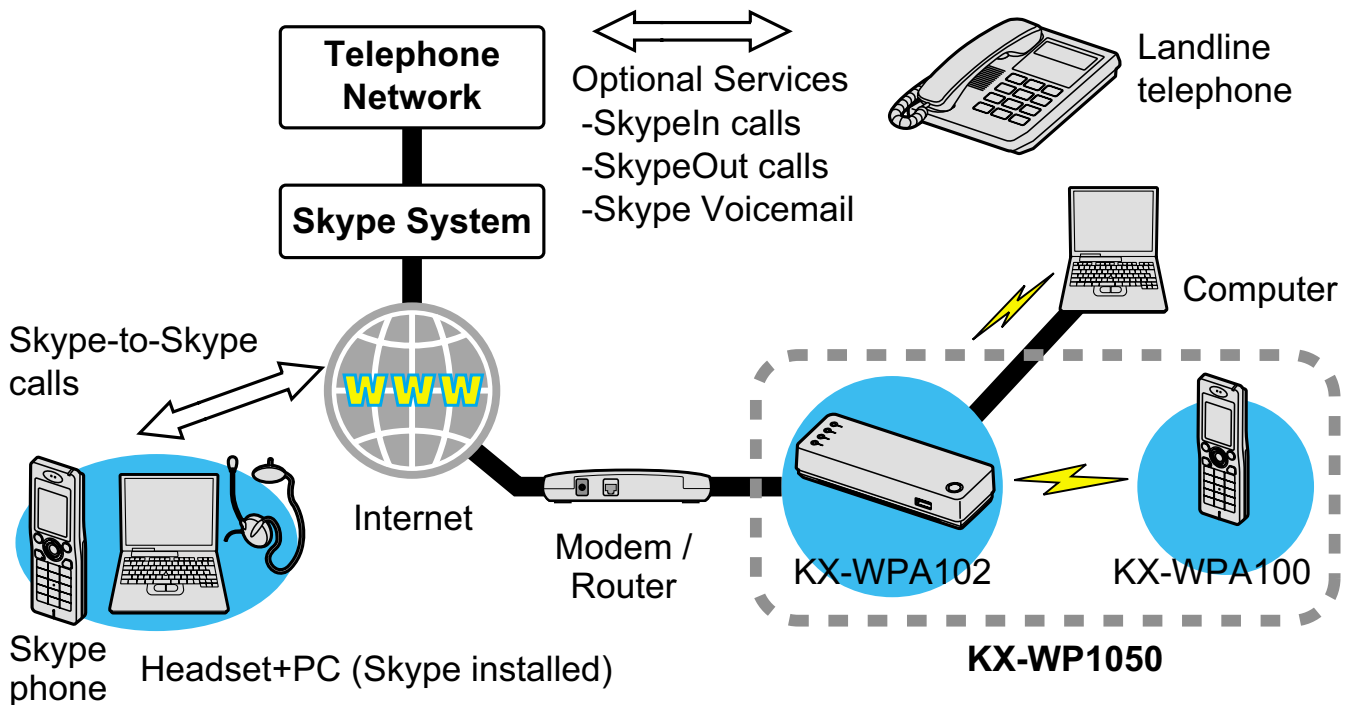 Telephone
Network
Optional Services
-SkypeIn calls
-SkypeOut calls
-Skype Voicemail
Landline
telephone
Skype System
Computer
Skype-to-Skype
calls
WWW
Internet
Modem /
Router
KX-WPA102
KX-WPA100
KX-WP1050
Skype
phone
Headset+PC (Skype installed)